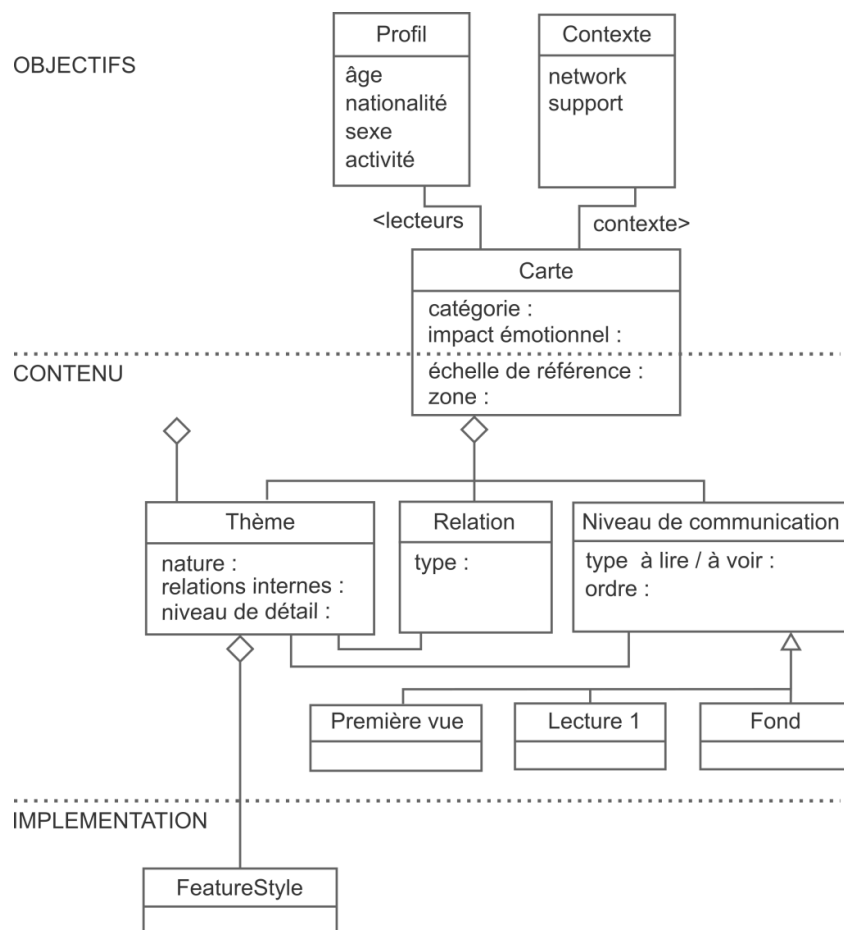 OBJECTIFS
Profil
âge
nationalité
sexe
activité
Contexte
network
support
<lecteurs
contexte>
Carte
catégorie :
impact émotionnel :
CONTENU
échelle de référence :
zone :
Thème
nature :
relations internes :
niveau de détail :
Relation
type :
Niveau de communication
type à lire / à voir :
ordre :
Première vue
Lecture 1
Fond
IMPLEMENTATION
FeatureStyle